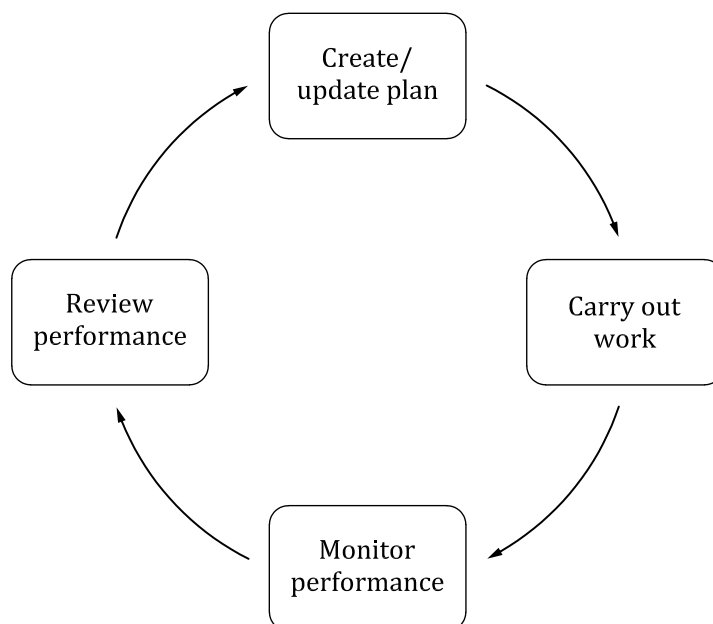 Create/
update plan
Carry out
work
Monitor
performance
Review
performance